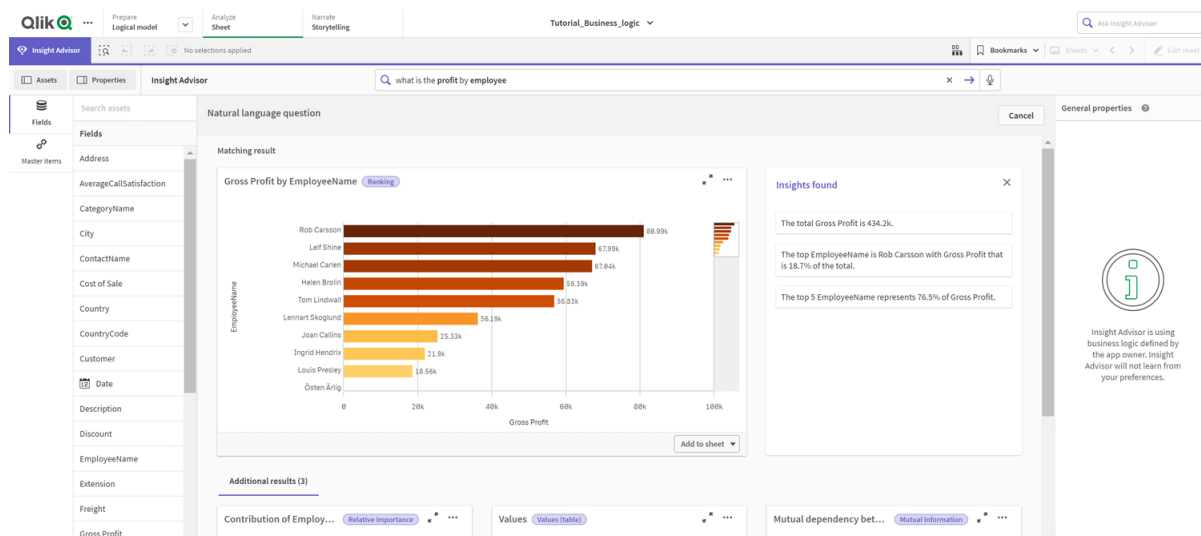 Qlik
Prepare
Logical model
Analyze
Sheet
Narrate
Storytelling
Tutorial_Business_logic
Ask Insight Advisor
Insight Advisor
No selections applied
Bookmarks
Sheets
Edit sheet
Assets
Properties
Insight Advisor
what is the profit by employee
Fields
Master items
Search assets
Fields
Address
AverageCallSatisfaction
CategoryName
City
ContactName
Cost of Sale
Country
CountryCode
Customer
Date
Description
Discount
EmployeeName
Extension
Freight
Gross Profit
Natural language question
Cancel
Matching result
Gross Profit by EmployeeName
Ranking
EmployeeName
Rob Carsson 80.99k
Leif Shine 67.99k
Michael Carlen 67.04k
Helen Brolin 59.39k
Tom Lindwall 56.83k
Lennart Skoglund 36.19k
Joan Callins 25.33k
Ingrid Hendrix 21.9k
Louis Presley 18.56k
Östen Ärlig
0 20k 40k 60k 80k 100k
Gross Profit
Add to sheet
Insights found
The total Gross Profit is 434.2k.
The top EmployeeName is Rob Carsson with Gross Profit that
is 18.7% of the total.
The top 5 EmployeeName represents 76.5% of Gross Profit.
Additional results (3)
Contribution of Employ... Relative importance
Values Values (table)
Mutual dependency bet... Mutual information
General properties
Insight Advisor is using
business logic defined by
the app owner. Insight
Advisor will not learn from
your preferences.